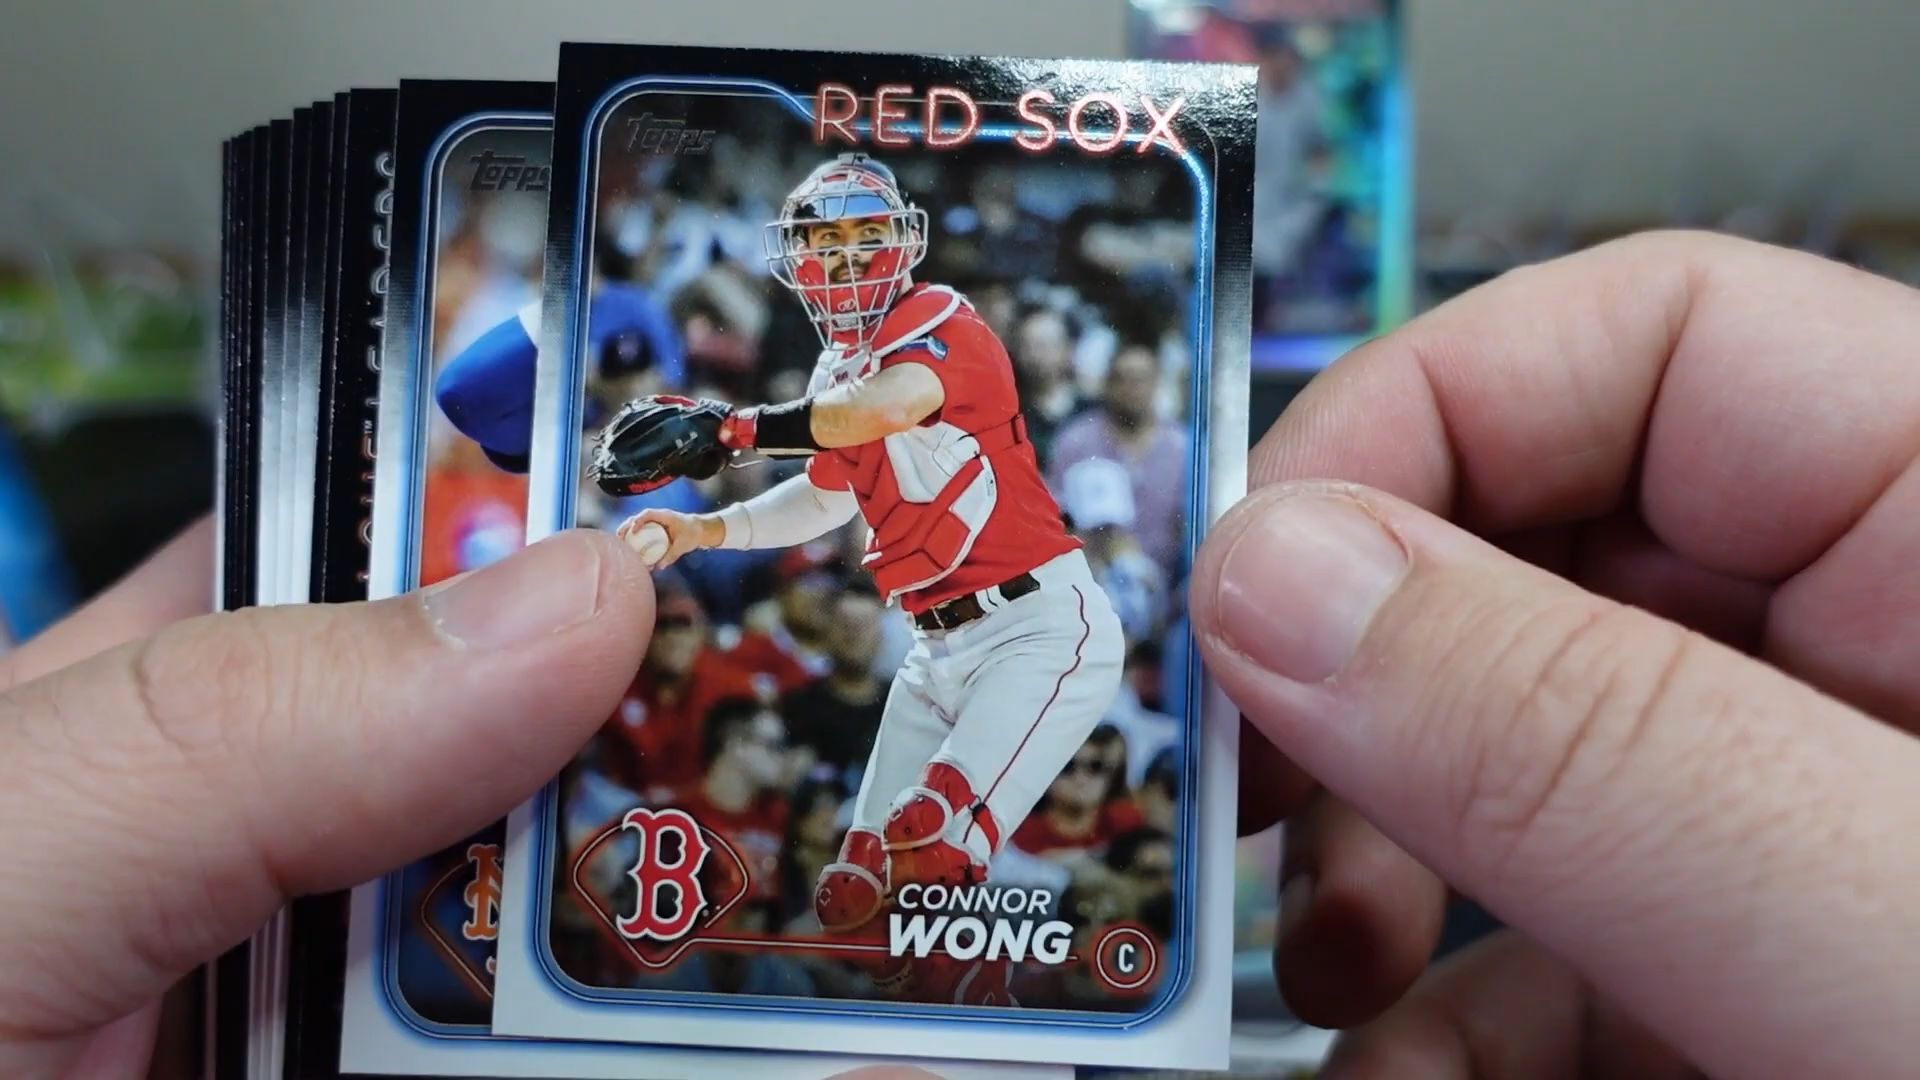 Topps
RED SOX
Topps
B
CONNOR
WONG
C